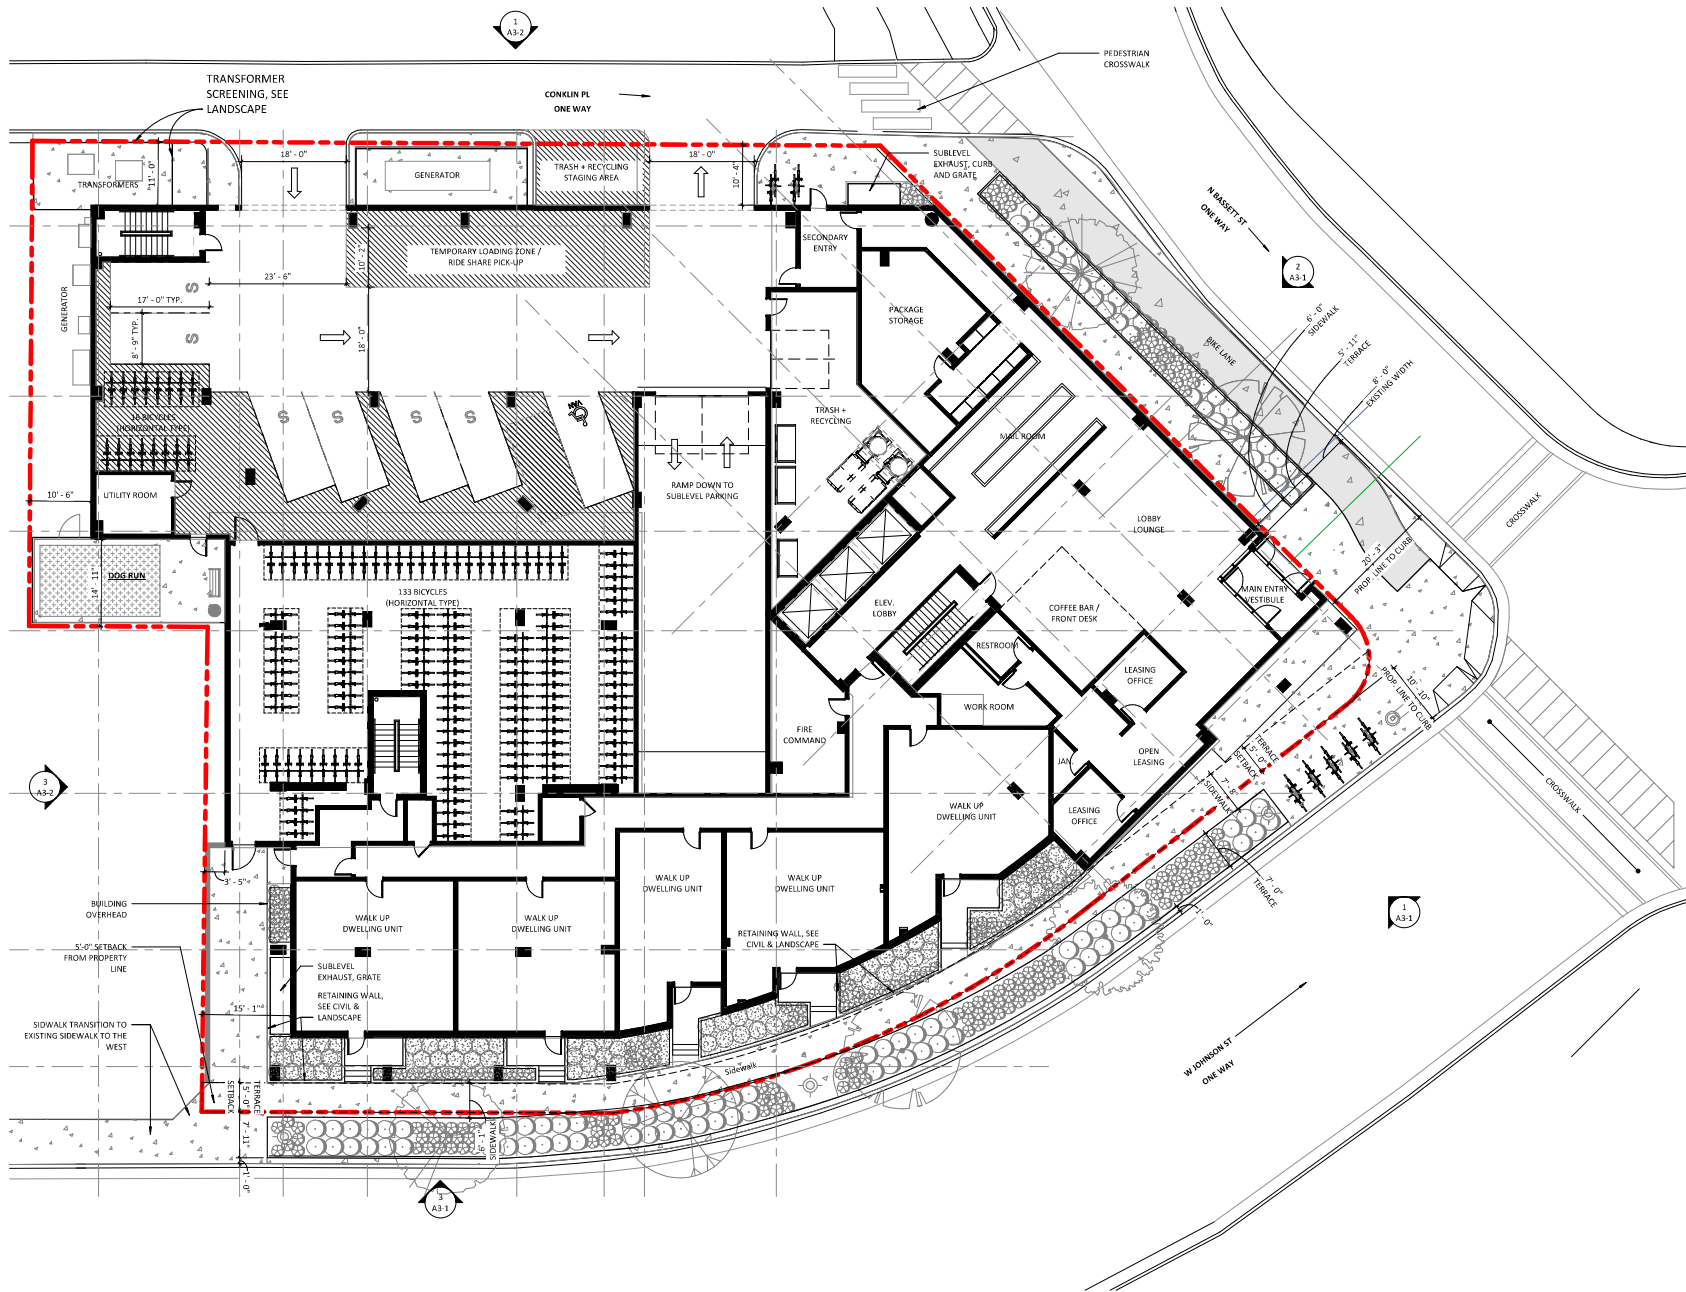 1
A3-2
PEDESTRIAN
CROSSWALK
TRANSFORMER
SCREENING, SEE
LANDSCAPE
CONKLIN PL
ONE WAY
18' - 0"
18' - 0"
11'- 0"
10' - 4"
TRANSFORMERS
GENERATOR
TRASH + RECYCLING
STAGING AREA
SUBLEVEL
EXHAUST, CURB
AND GRATE
N BASSETT ST
ONE WAY
2
A3-1
SECONDARY
ENTRY
TEMPORARY LOADING ZONE /
RIDE SHARE PICK-UP
10' - 2"
23' - 6"
S
17' - 0" TYP.
GENERATOR
8' - 9" TYP.
S
18' - 0"
PACKAGE
STORAGE
BIKE LANE
6' - 0"
SIDEWALK
5' - 11"
TERRACE
8' - 0"
EXISTING WIDTH
16 BICYCLES
(HORIZONTAL TYPE)
S
S
S
S
VAN
TRASH +
RECYCLING
MAIL ROOM
10' - 6"
UTILITY ROOM
RAMP DOWN TO
SUBLEVEL PARKING
LOBBY
LOUNGE
CROSSWALK
DOG RUN
14' - 11"
133 BICYCLES
(HORIZONTAL TYPE)
20' - 3"
PROP. LINE TO CURB
MAIN ENTRY
VESTIBULE
ELEV.
LOBBY
COFFEE BAR /
FRONT DESK
RESTROOM
LEASING
OFFICE
10' - 10"
PROP. LINE TO CURB
WORK ROOM
FIRE
COMMAND
OPEN
LEASING
JAN.
TERRACE
5' - 0"
SETBACK
7' - 8"
SIDEWALK
3
A3-2
CROSSWALK
WALK UP
DWELLING UNIT
LEASING
OFFICE
3' - 5"
WALK UP
DWELLING UNIT
WALK UP
DWELLING UNIT
7' - 0"
TERRACE
1' - 0"
1
A3-1
BUILDING
OVERHEAD
WALK UP
DWELLING UNIT
WALK UP
DWELLING UNIT
RETAINING WALL, SEE
CIVIL & LANDSCAPE
5'-0" SETBACK
FROM PROPERTY
LINE
SUBLEVEL
EXHAUST, GRATE
RETAINING WALL,
SEE CIVIL &
LANDSCAPE
15' - 1"
SIDWALK TRANSITION TO
EXISTING SIDEWALK TO THE
WEST
Sidewalk
W JOHNSON ST
ONE WAY
TERRACE
5' - 0"
SETBACK
7' - 11"
6' - 1"
SIDEWALK
1' - 0"
3
A3-1